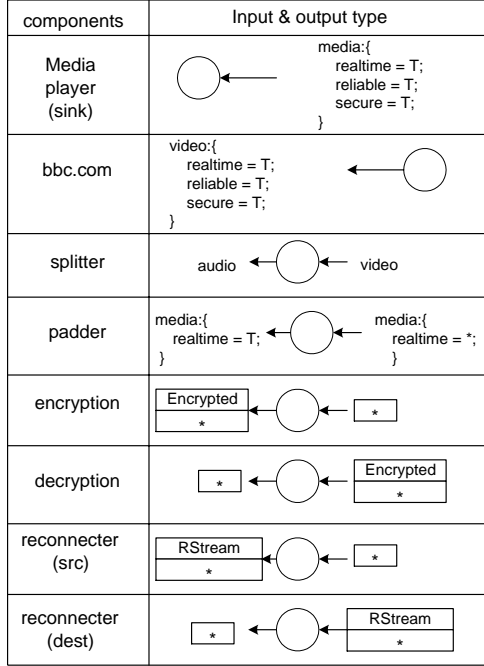 components
Input & output type
Media
player
(sink)
media:{
realtime = T;
reliable = T;
secure = T;
}
bbc.com
video:{
realtime = T;
reliable = T;
secure = T;
}
splitter
audio
video
padder
media:{
realtime = T;
}
media:{
realtime = *;
}
encryption
Encrypted
*
*
decryption
*
Encrypted
*
reconnecter
(src)
RStream
*
*
reconnecter
(dest)
*
RStream
*